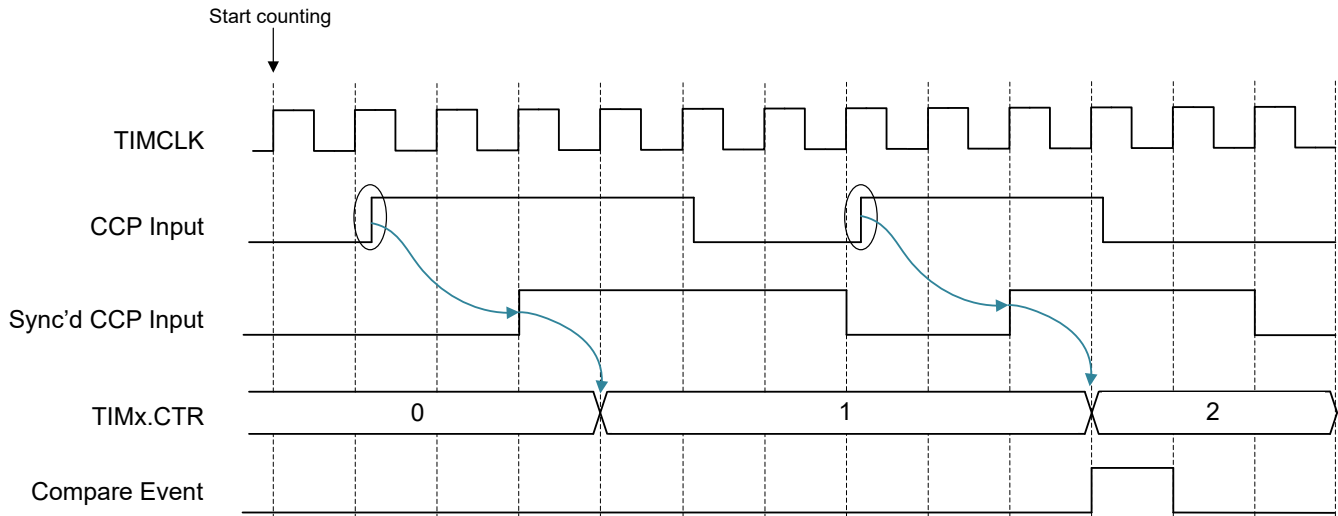 Start counting
TIMCLK
CCP Input
Sync’d CCP Input
TIMx.CTR 0 1 2
Compare Event